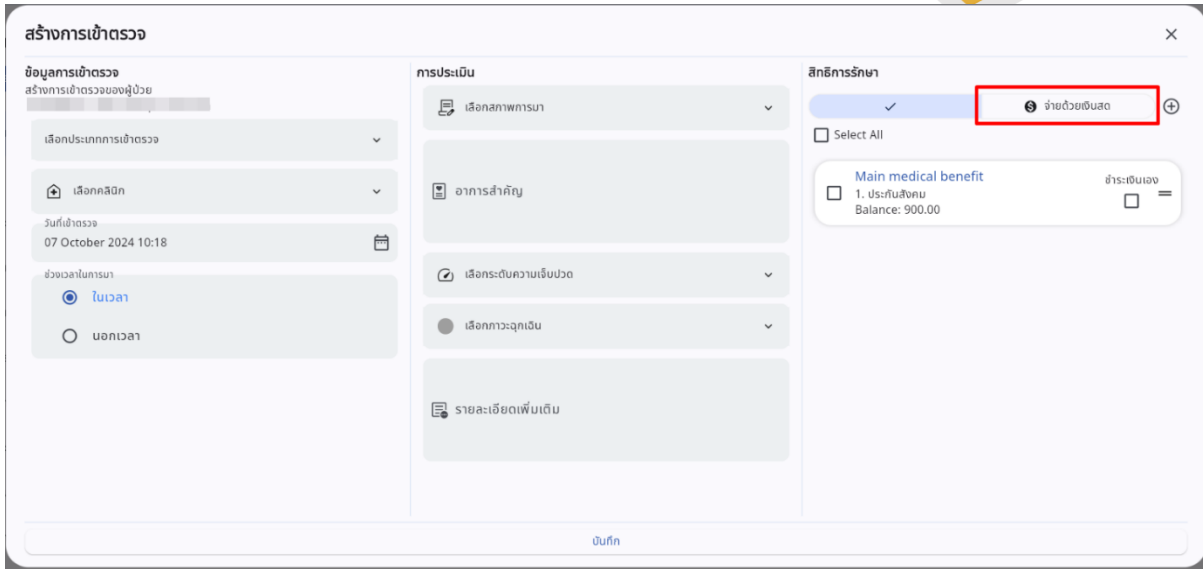 สร้างการเข้าตรวจ
ข้อมูลการเข้าตรวจ
สร้างการเข้าตรวจของผู้ป่วย
เลือกประเภทการเข้าตรวจ
เลือกคลินิก
วันที่เข้าตรวจ
07 October 2024 10:18
ช่วงเวลาในการมา
ในเวลา
นอกเวลา
การประเมิน
เลือกสภาพการมา
อาการสำคัญ
เลือกระดับความเจ็บปวด
เลือกภาวะฉุกเฉิน
รายละเอียดเพิ่มเติม
สิทธิการรักษา
จ่ายด้วยเงินสด
Select All
Main medical benefit
1. ประกันสังคม
Balance: 900.00
ชำระเงินเอง
บันทึก